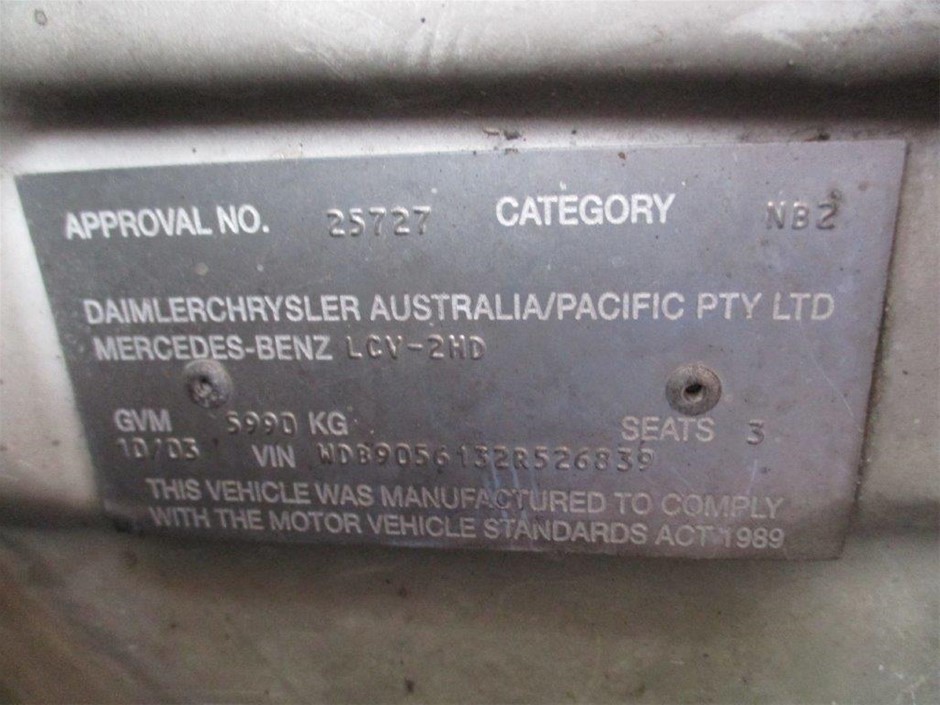 APPROVAL NO. 25727 CATEGORY NB2
DAIMLERCHRYSLER AUSTRALIA/PACIFIC PTY LTD
MERCEDES-BENZ LCV-2HD
GVM 5990 KG SEATS 3
10/03 VIN WDB9056132R526839
THIS VEHICLE WAS MANUFACTURED TO COMPLY
WITH THE MOTOR VEHICLE STANDARDS ACT 1989